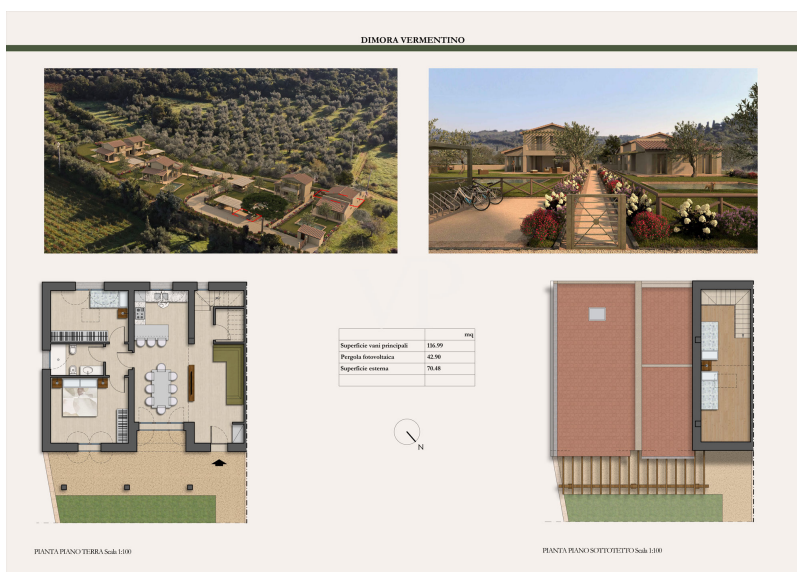 DIMORA VERMENTINO
mq
Superficie vani principali 116.99
Pergola fotovoltaica 42.90
Superficie esterna 70.48
N
PIANTA PIANO TERRA Scala 1:100
PIANTA PIANO SOTTOTETTO Scala 1:100